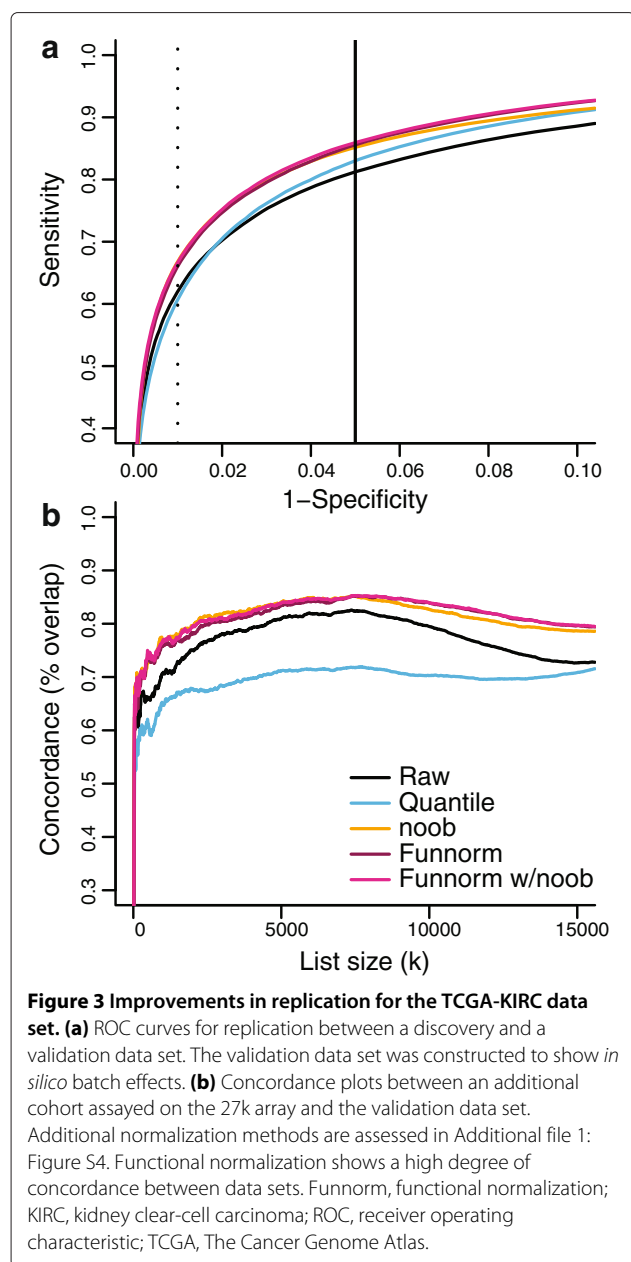 a
1.0
0.9
0.8
0.7
0.6
0.5
0.4
Sensitivity
0.00 0.02 0.04 0.06 0.08 0.10
1−Specificity
b
1.0
0.9
0.8
0.7
0.6
0.5
0.4
0.3
Concordance (% overlap)
Raw
Quantile
noob
Funnorm
Funnorm w/noob
0 5000 10000 15000
List size (k)
Figure 3 Improvements in replication for the TCGA-KIRC data
set. (a) ROC curves for replication between a discovery and a
validation data set. The validation data set was constructed to show in
silico batch effects. (b) Concordance plots between an additional
cohort assayed on the 27k array and the validation data set.
Additional normalization methods are assessed in Additional file 1:
Figure S4. Functional normalization shows a high degree of
concordance between data sets. Funnorm, functional normalization;
KIRC, kidney clear-cell carcinoma; ROC, receiver operating
characteristic; TCGA, The Cancer Genome Atlas.